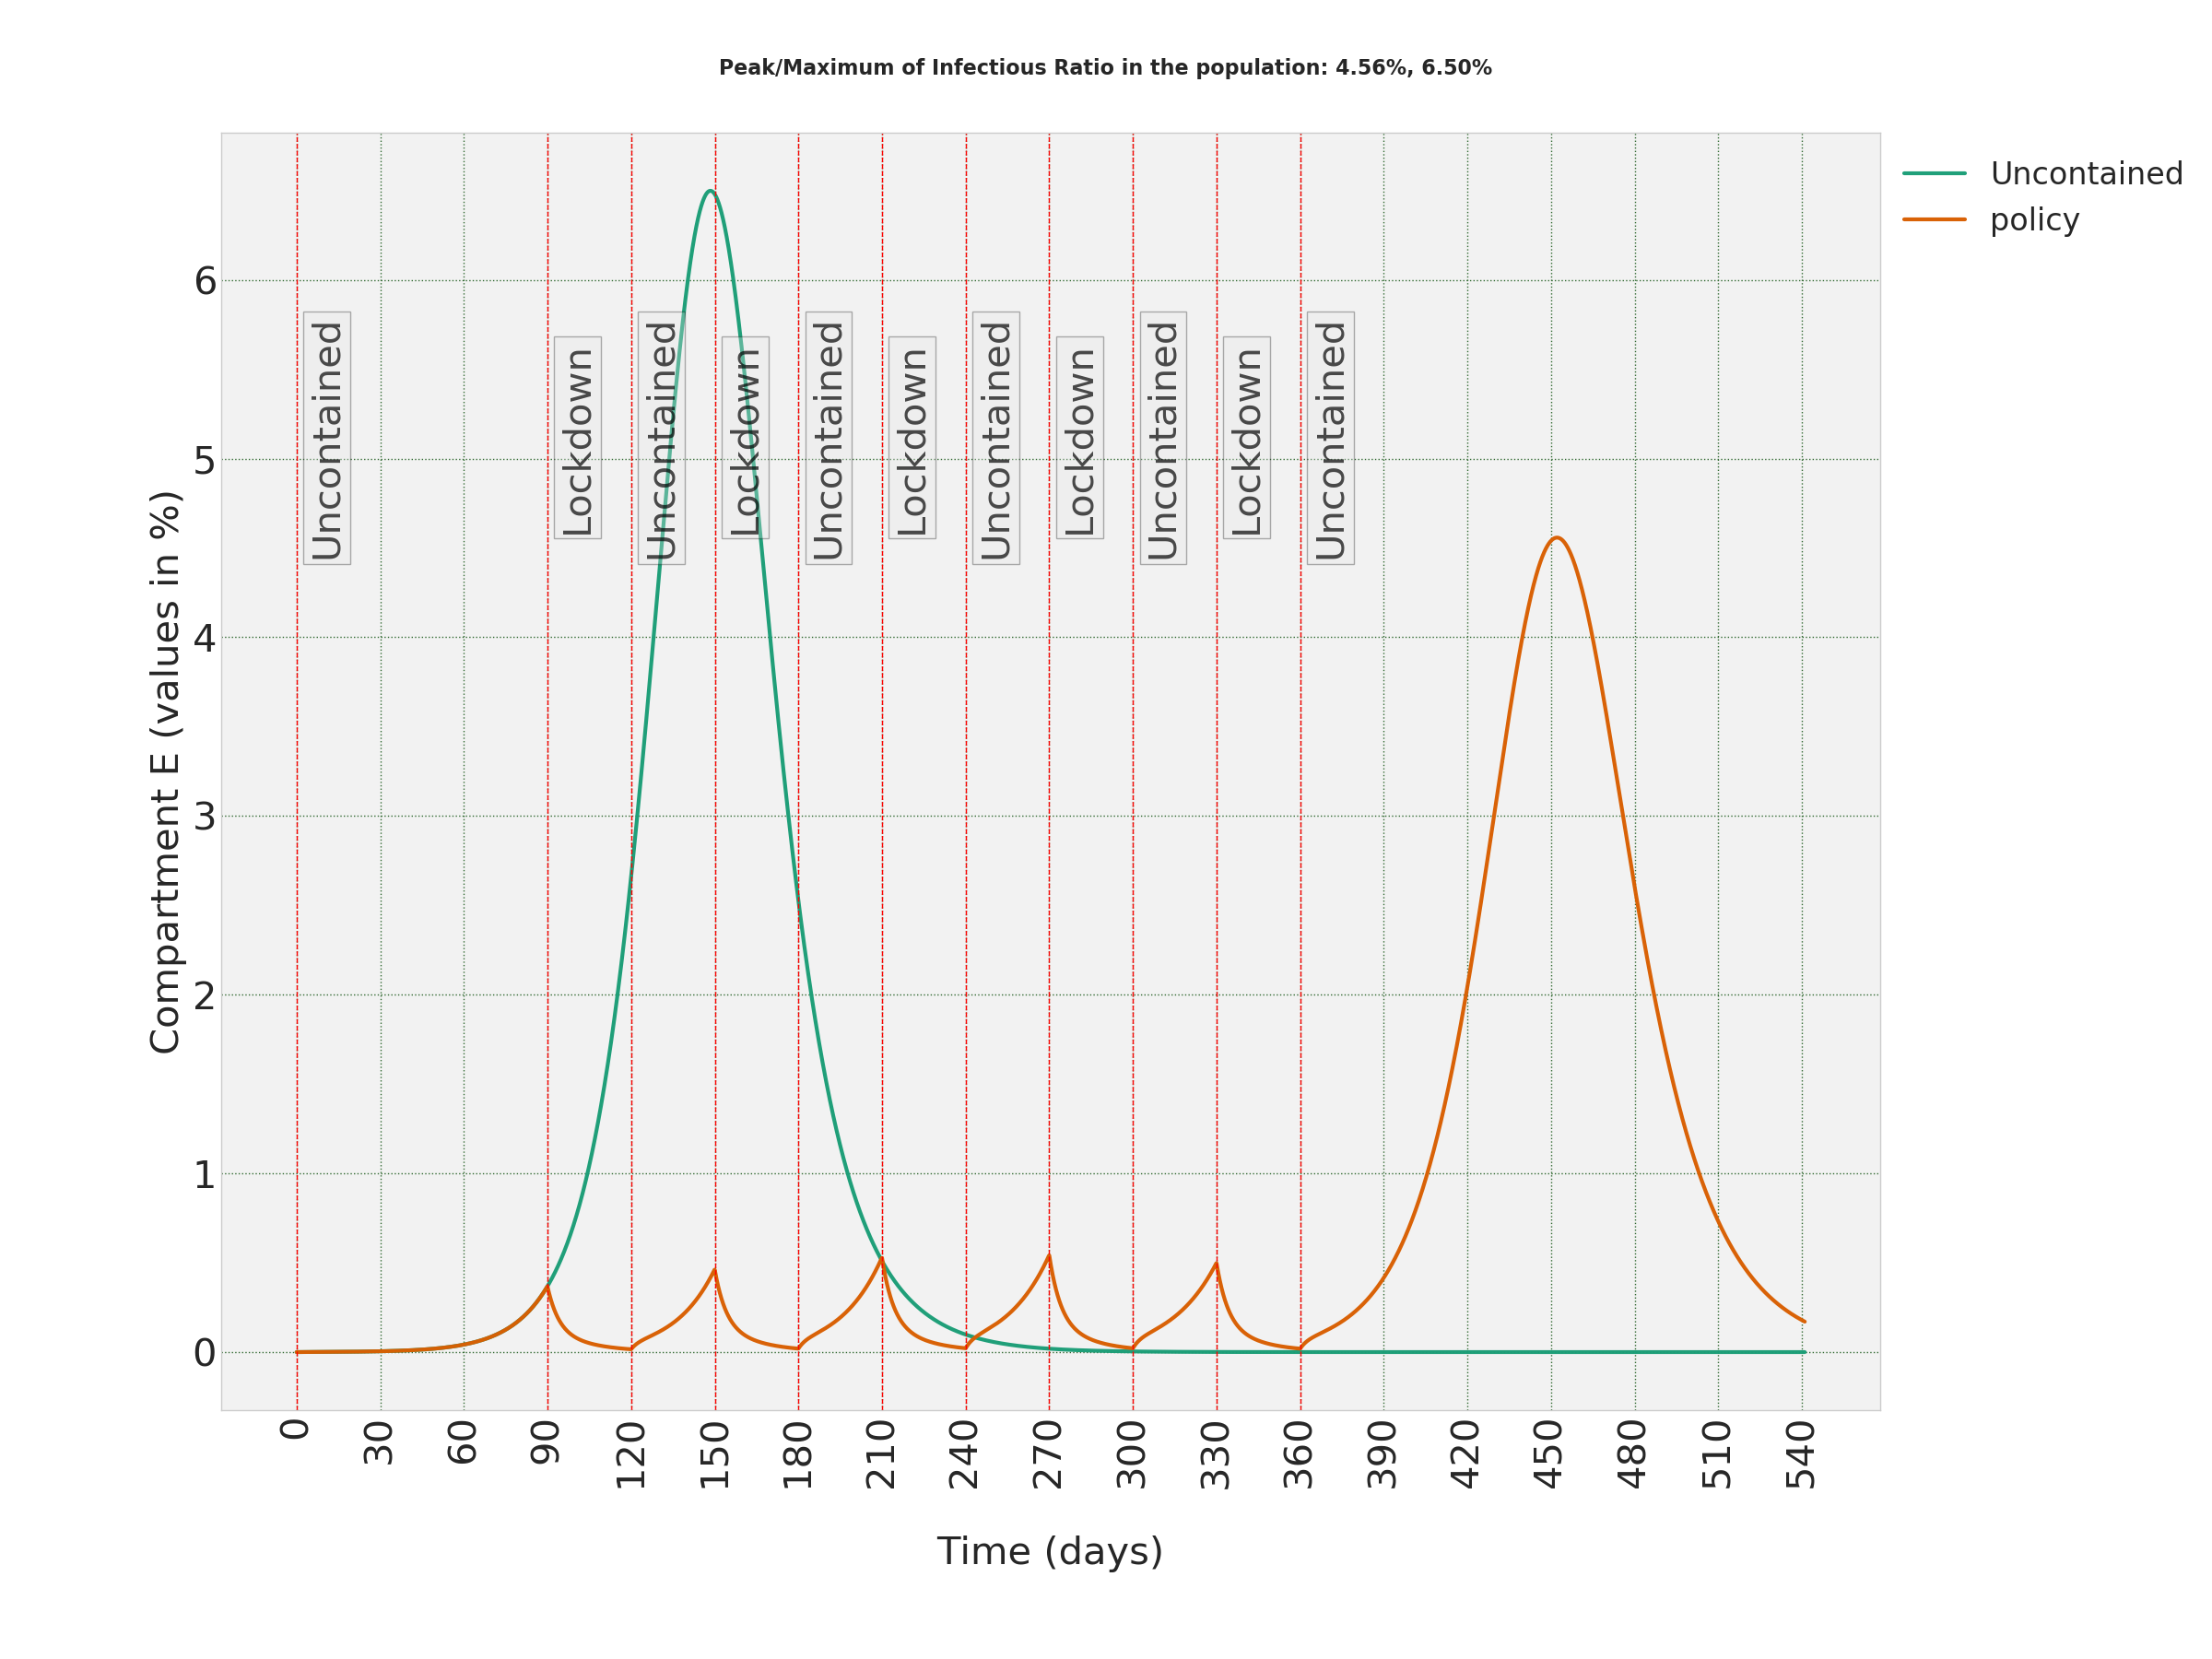 Peak/Maximum of Infectious Ratio in the population: 4.56%, 6.50%
Uncontained
policy
Compartment E (values in %)
6
5
4
3
2
1
0
Uncontained
Lockdown
Uncontained
Lockdown
Uncontained
Lockdown
Uncontained
Lockdown
Uncontained
Lockdown
Uncontained
0
30
60
90
120
150
180
210
240
270
300
330
360
390
420
450
480
510
540
Time (days)